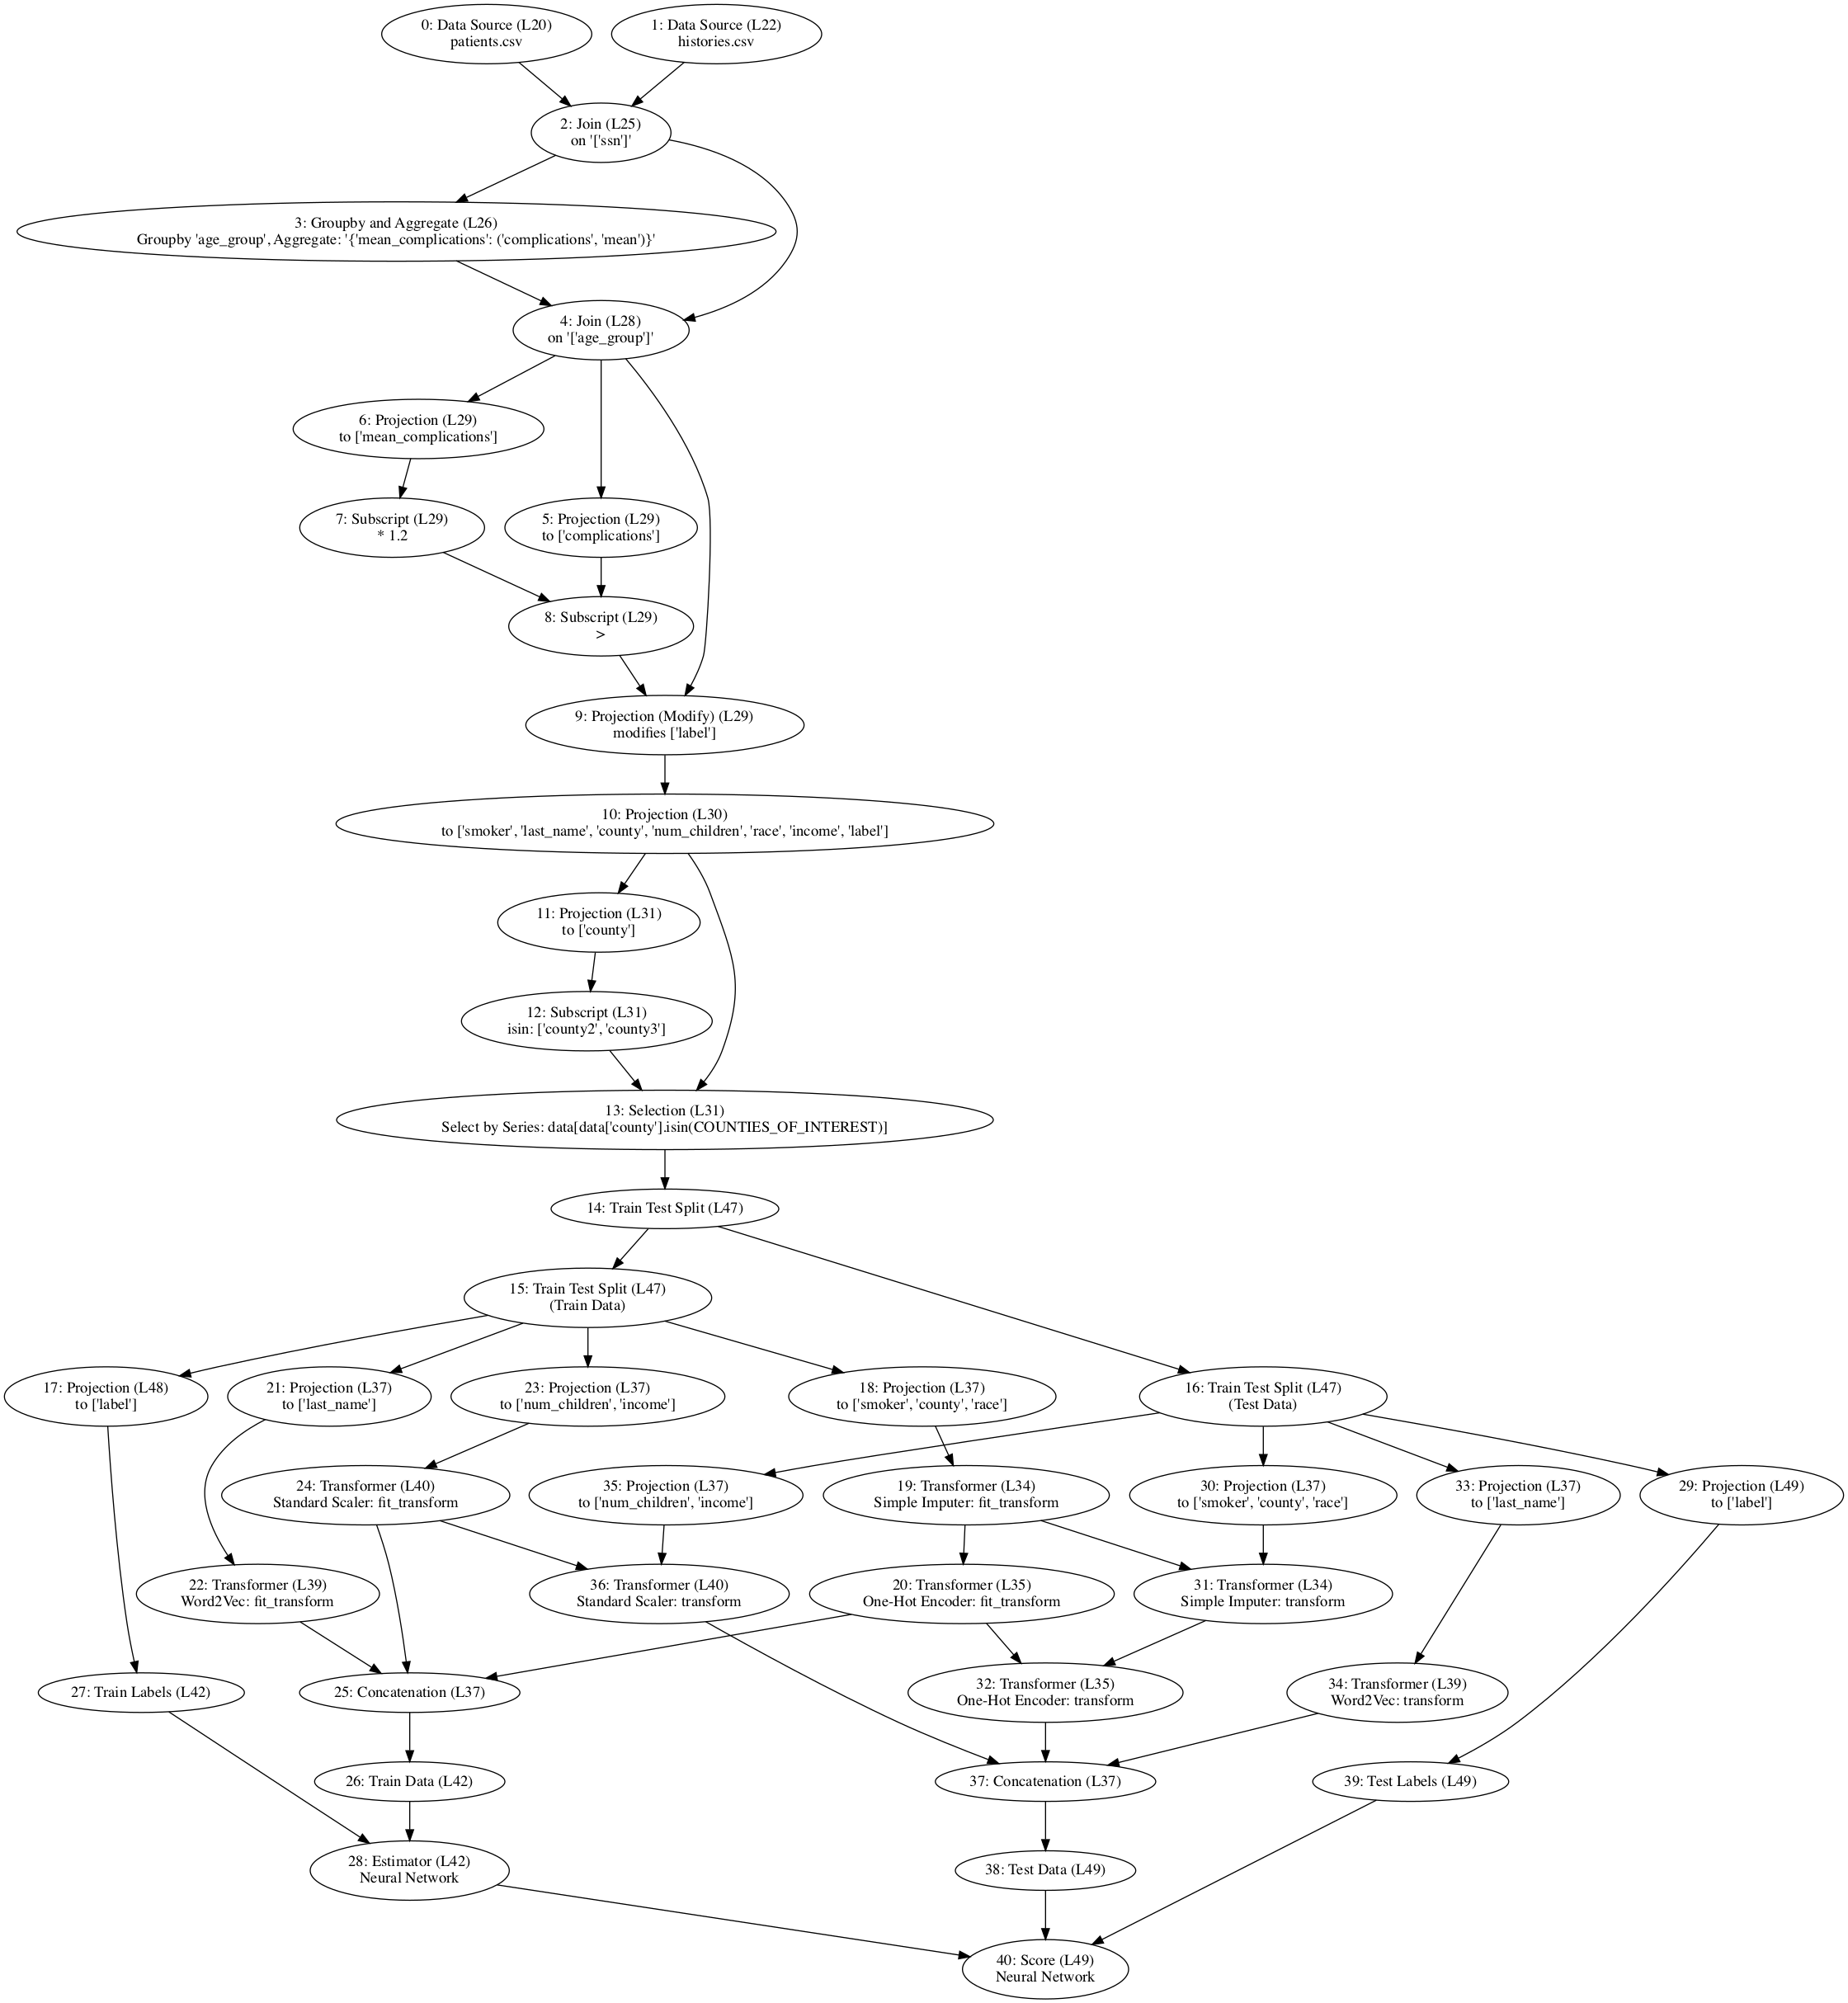 0: Data Source (L20)
patients.csv
1: Data Source (L22)
histories.csv
2: Join (L25)
on '['ssn']'
3: Groupby and Aggregate (L26)
Groupby 'age_group', Aggregate: '{'mean_complications': ('complications', 'mean')}'
4: Join (L28)
on '['age_group']'
6: Projection (L29)
to ['mean_complications']
7: Subscript (L29)
* 1.2
5: Projection (L29)
to ['complications']
8: Subscript (L29)
>
9: Projection (Modify) (L29)
modifies ['label']
10: Projection (L30)
to ['smoker', 'last_name', 'county', 'num_children', 'race', 'income', 'label']
11: Projection (L31)
to ['county']
12: Subscript (L31)
isin: ['county2', 'county3']
13: Selection (L31)
Select by Series: data[data['county'].isin(COUNTIES_OF_INTEREST)]
14: Train Test Split (L47)
15: Train Test Split (L47)
(Train Data)
17: Projection (L48)
to ['label']
21: Projection (L37)
to ['last_name']
23: Projection (L37)
to ['num_children', 'income']
18: Projection (L37)
to ['smoker', 'county', 'race']
16: Train Test Split (L47)
(Test Data)
24: Transformer (L40)
Standard Scaler: fit_transform
35: Projection (L37)
to ['num_children', 'income']
19: Transformer (L34)
Simple Imputer: fit_transform
30: Projection (L37)
to ['smoker', 'county', 'race']
33: Projection (L37)
to ['last_name']
29: Projection (L49)
to ['label']
22: Transformer (L39)
Word2Vec: fit_transform
36: Transformer (L40)
Standard Scaler: transform
20: Transformer (L35)
One-Hot Encoder: fit_transform
31: Transformer (L34)
Simple Imputer: transform
27: Train Labels (L42)
25: Concatenation (L37)
32: Transformer (L35)
One-Hot Encoder: transform
34: Transformer (L39)
Word2Vec: transform
26: Train Data (L42)
37: Concatenation (L37)
39: Test Labels (L49)
28: Estimator (L42)
Neural Network
38: Test Data (L49)
40: Score (L49)
Neural Network